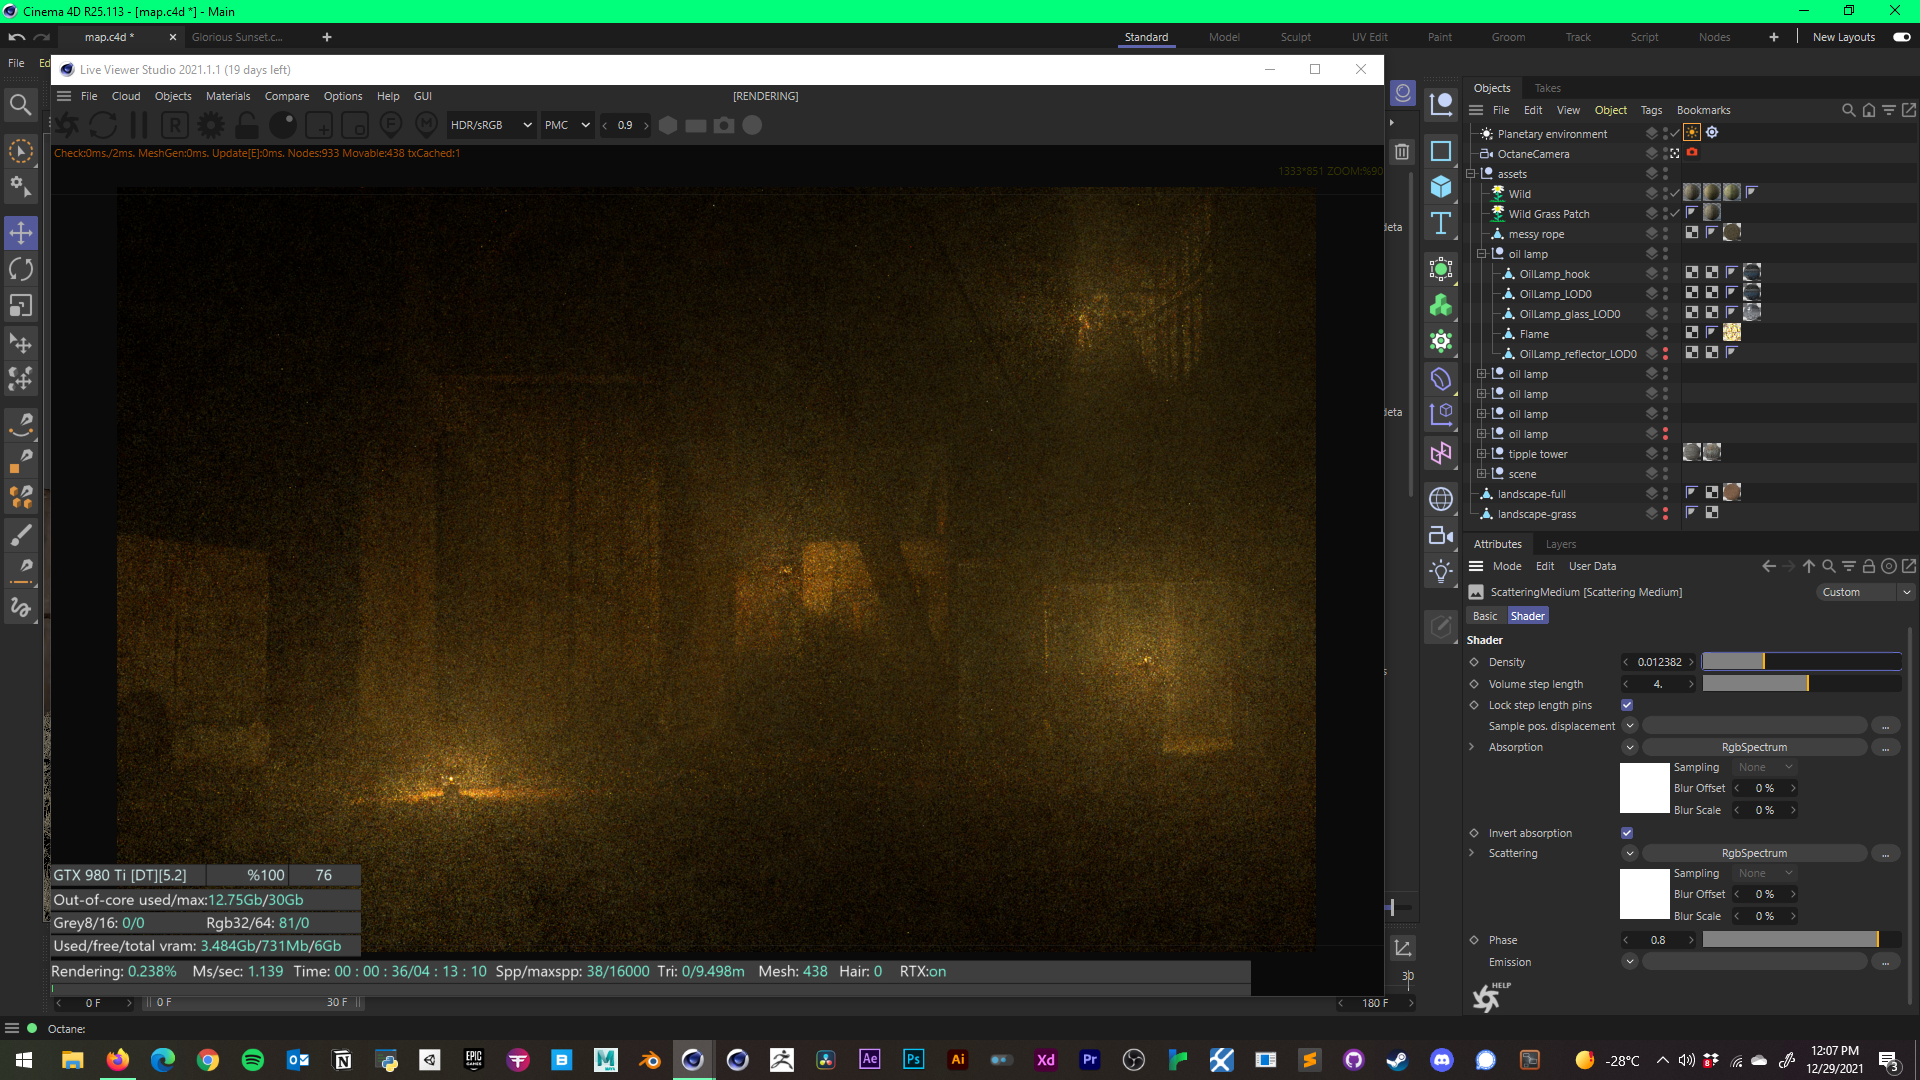 Cinema 4D R25.113 - [map.c4d *] - Main
map.c4d *
Glorious Sunset.c...
Standard Model Sculpt UV Edit Paint Groom Track Script Nodes New Layouts
File Ed
Live Viewer Studio 2021.1.1 (19 days left)
File Cloud Objects Materials Compare Options Help GUI [RENDERING]
HDR/sRGB PMC 0.9
Check:0ms./2ms. MeshGen:0ms. Update[E]:0ms. Nodes:933 Movable:438 txCached:1
1333*851 ZOOM:%90
deta
deta
GTX 980 Ti [DT][5.2] %100 76
Out-of-core used/max:12.75Gb/30Gb
Grey8/16: 0/0 Rgb32/64: 81/0
Used/free/total vram: 3.484Gb/731Mb/6Gb
Rendering: 0.238% Ms/sec: 1.139 Time: 00 : 00 : 36/04 : 13 : 10 Spp/maxspp: 38/16000 Tri: 0/9.498m Mesh: 438 Hair: 0 RTX:on
0 F 0 F 30 F 180 F
30
Octane:
Objects Takes
File Edit View Object Tags Bookmarks
Planetary environment
OctaneCamera
assets
Wild
Wild Grass Patch
messy rope
oil lamp
OilLamp_hook
OilLamp_LOD0
OilLamp_glass_LOD0
Flame
OilLamp_reflector_LOD0
oil lamp
oil lamp
oil lamp
oil lamp
tipple tower
scene
landscape-full
landscape-grass
Attributes Layers
Mode Edit User Data
ScatteringMedium [Scattering Medium] Custom
Basic Shader
Shader
Density 0.012382
Volume step length 4.
Lock step length pins
Sample pos. displacement ...
Absorption RgbSpectrum ...
Sampling None
Blur Offset 0 %
Blur Scale 0 %
Invert absorption
Scattering RgbSpectrum ...
Sampling None
Blur Offset 0 %
Blur Scale 0 %
Phase 0.8
Emission ...
HELP
-28°C
12:07 PM
12/29/2021
3